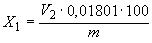 X₁ = V₂ · 0,01801 · 100 / m